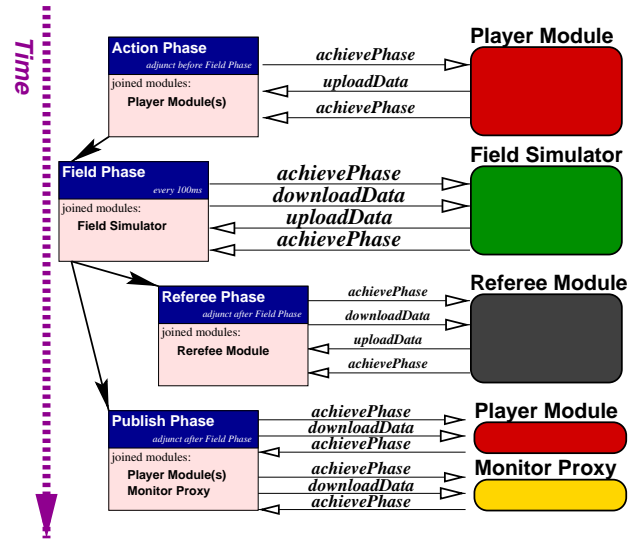 Time
Action Phase
adjunct before Field Phase
joined modules:
Player Module(s)
achievePhase
uploadData
achievePhase
Player Module
Field Phase
every 100ms
joined modules:
Field Simulator
achievePhase
downloadData
uploadData
achievePhase
Field Simulator
Referee Phase
adjunct after Field Phase
joined modules:
Rerefee Module
achievePhase
downloadData
uploadData
achievePhase
Referee Module
Publish Phase
adjunct after Field Phase
joined modules:
Player Module(s)
Monitor Proxy
achievePhase
downloadData
achievePhase
Player Module
achievePhase
downloadData
achievePhase
Monitor Proxy